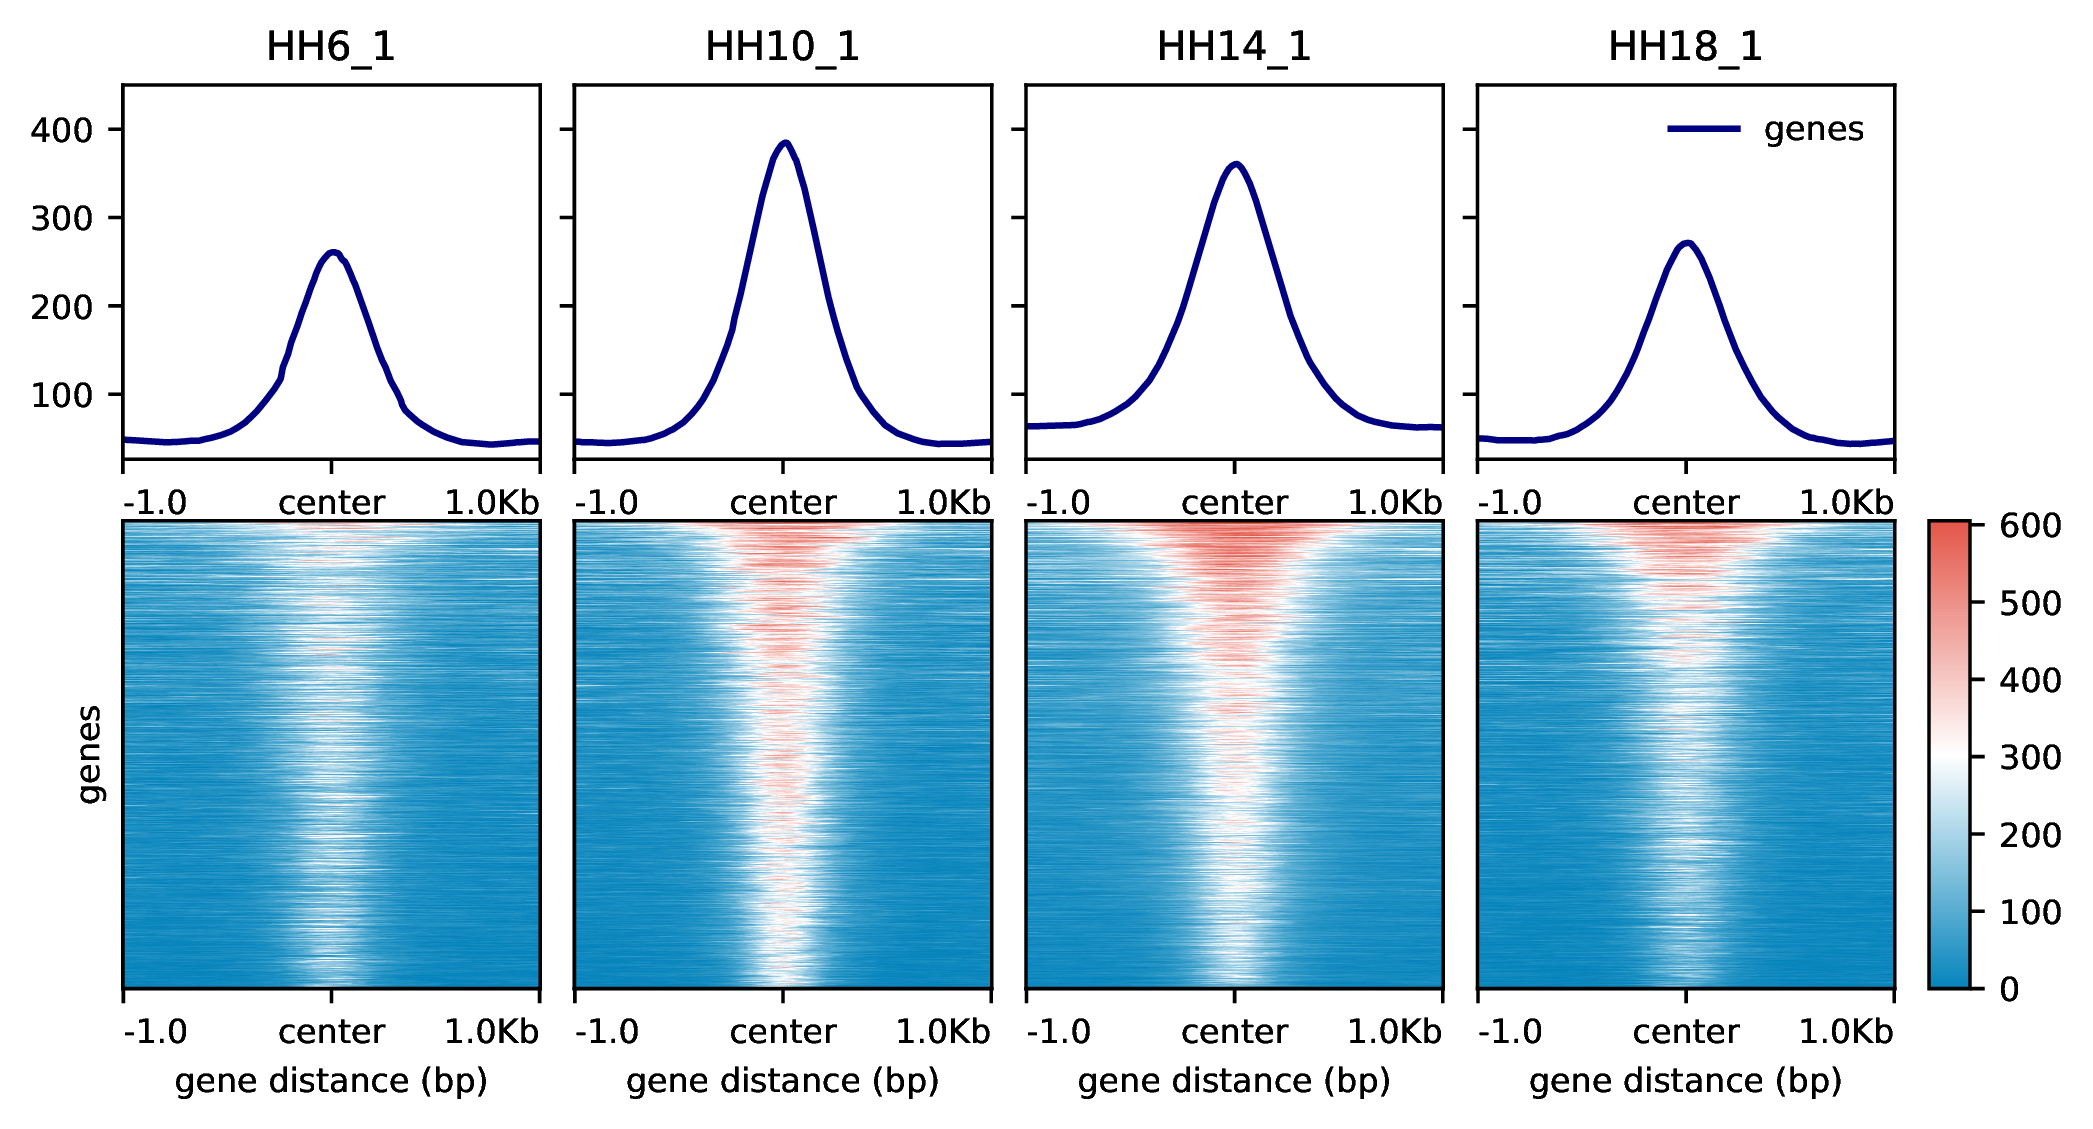 HH6_1 HH10_1 HH14_1 HH18_1
genes
400
300
200
100
-1.0 center 1.0Kb -1.0 center 1.0Kb -1.0 center 1.0Kb -1.0 center 1.0Kb
genes
600
500
400
300
200
100
0
-1.0 center 1.0Kb -1.0 center 1.0Kb -1.0 center 1.0Kb -1.0 center 1.0Kb
gene distance (bp) gene distance (bp) gene distance (bp) gene distance (bp)